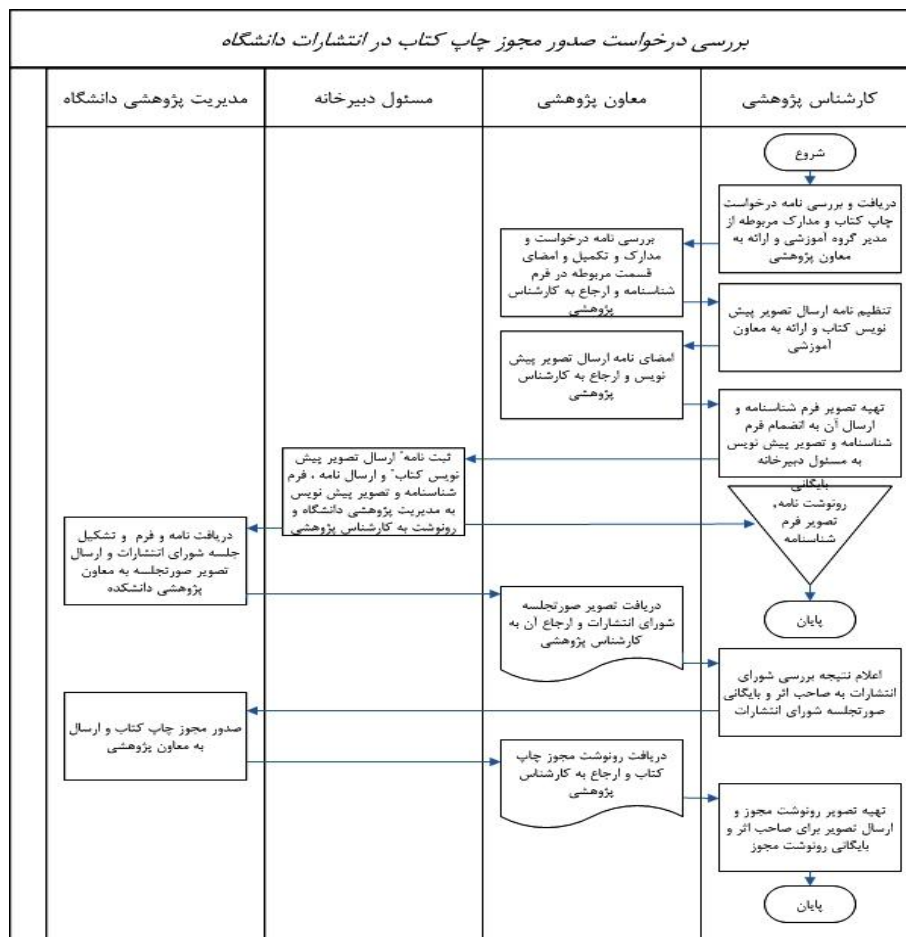 بررسی درخواست صدور مجوز چاپ کتاب در انتشارات دانشگاه
کارشناس پژوهشی
معاون پژوهشی
مسئول دبیرخانه
مدیریت پژوهشی دانشگاه
شروع
دریافت و بررسی نامه درخواست
چاپ کتاب و مدارک مربوطه از
مدیر گروه آموزشی و ارائه به
معاون پژوهشی
بررسی نامه درخواست و
مدارک و تکمیل و امضای
قسمت مربوطه در فرم
شناسنامه و ارجاع به کارشناس
پژوهشی
تنظیم نامه ارسال تصویر پیش
نویس کتاب و ارائه به معاون
آموزشی
امضای نامه ارسال تصویر پیش
نویس و ارجاع به کارشناس
پژوهشی
تهیه تصویر فرم شناسنامه و
ارسال آن به انضمام فرم
شناسنامه و تصویر پیش نویس
به مسئول دبیرخانه
ثبت نامه" ارسال تصویر پیش
نویس کتاب" و ارسال نامه ، فرم
شناسنامه و تصویر پیش نویس
به مدیریت پژوهشی دانشگاه و
رونوشت به کارشناس پژوهشی
بایگانی
رونوشت نامه,
تصویر فرم
شناسنامه
پایان
دریافت نامه و فرم و تشکیل
جلسه شورای انتشارات و ارسال
تصویر صورتجلسه به معاون
پژوهشی دانشکده
دریافت تصویر صورتجلسه
شورای انتشارات و ارجاع آن به
کارشناس پژوهشی
اعلام نتیجه بررسی شورای
انتشارات به صاحب اثر و بایگانی
صورتجلسه شورای انتشارات
صدور مجوز چاپ کتاب و ارسال
به معاون پژوهشی
دریافت رونوشت مجوز چاپ
کتاب و ارجاع به کارشناس
پژوهشی
تهیه تصویر رونوشت مجوز و
ارسال تصویر برای صاحب اثر و
بایگانی رونوشت مجوز
پایان